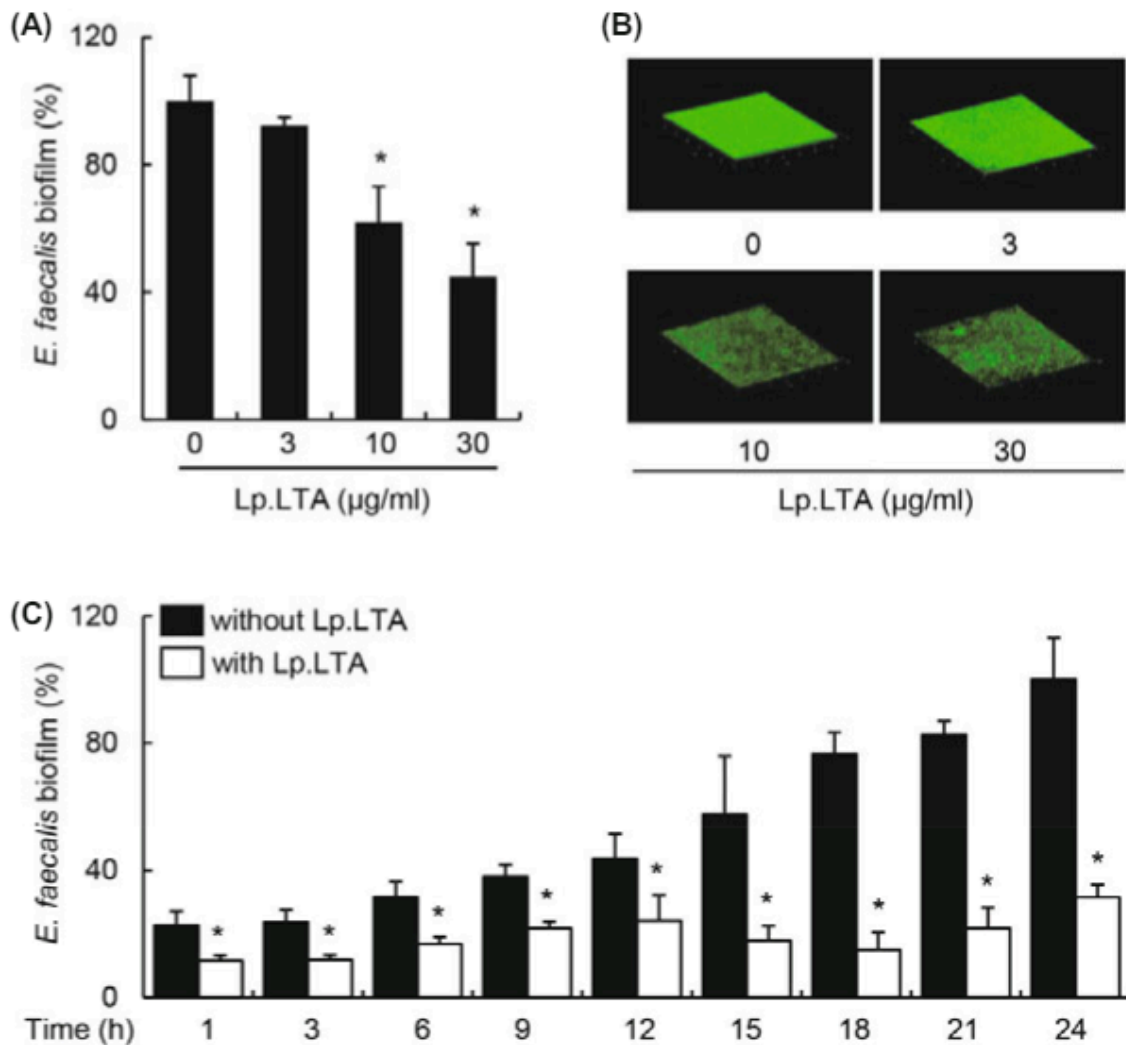 (A)
120
80
40
0
E. faecalis biofilm (%)
*
*
0 3 10 30
Lp.LTA (µg/ml)
(B)
0 3
10 30
Lp.LTA (µg/ml)
(C)
120
80
40
0
E. faecalis biofilm (%)
without Lp.LTA
with Lp.LTA
* * * * * * * * *
Time (h) 1 3 6 9 12 15 18 21 24